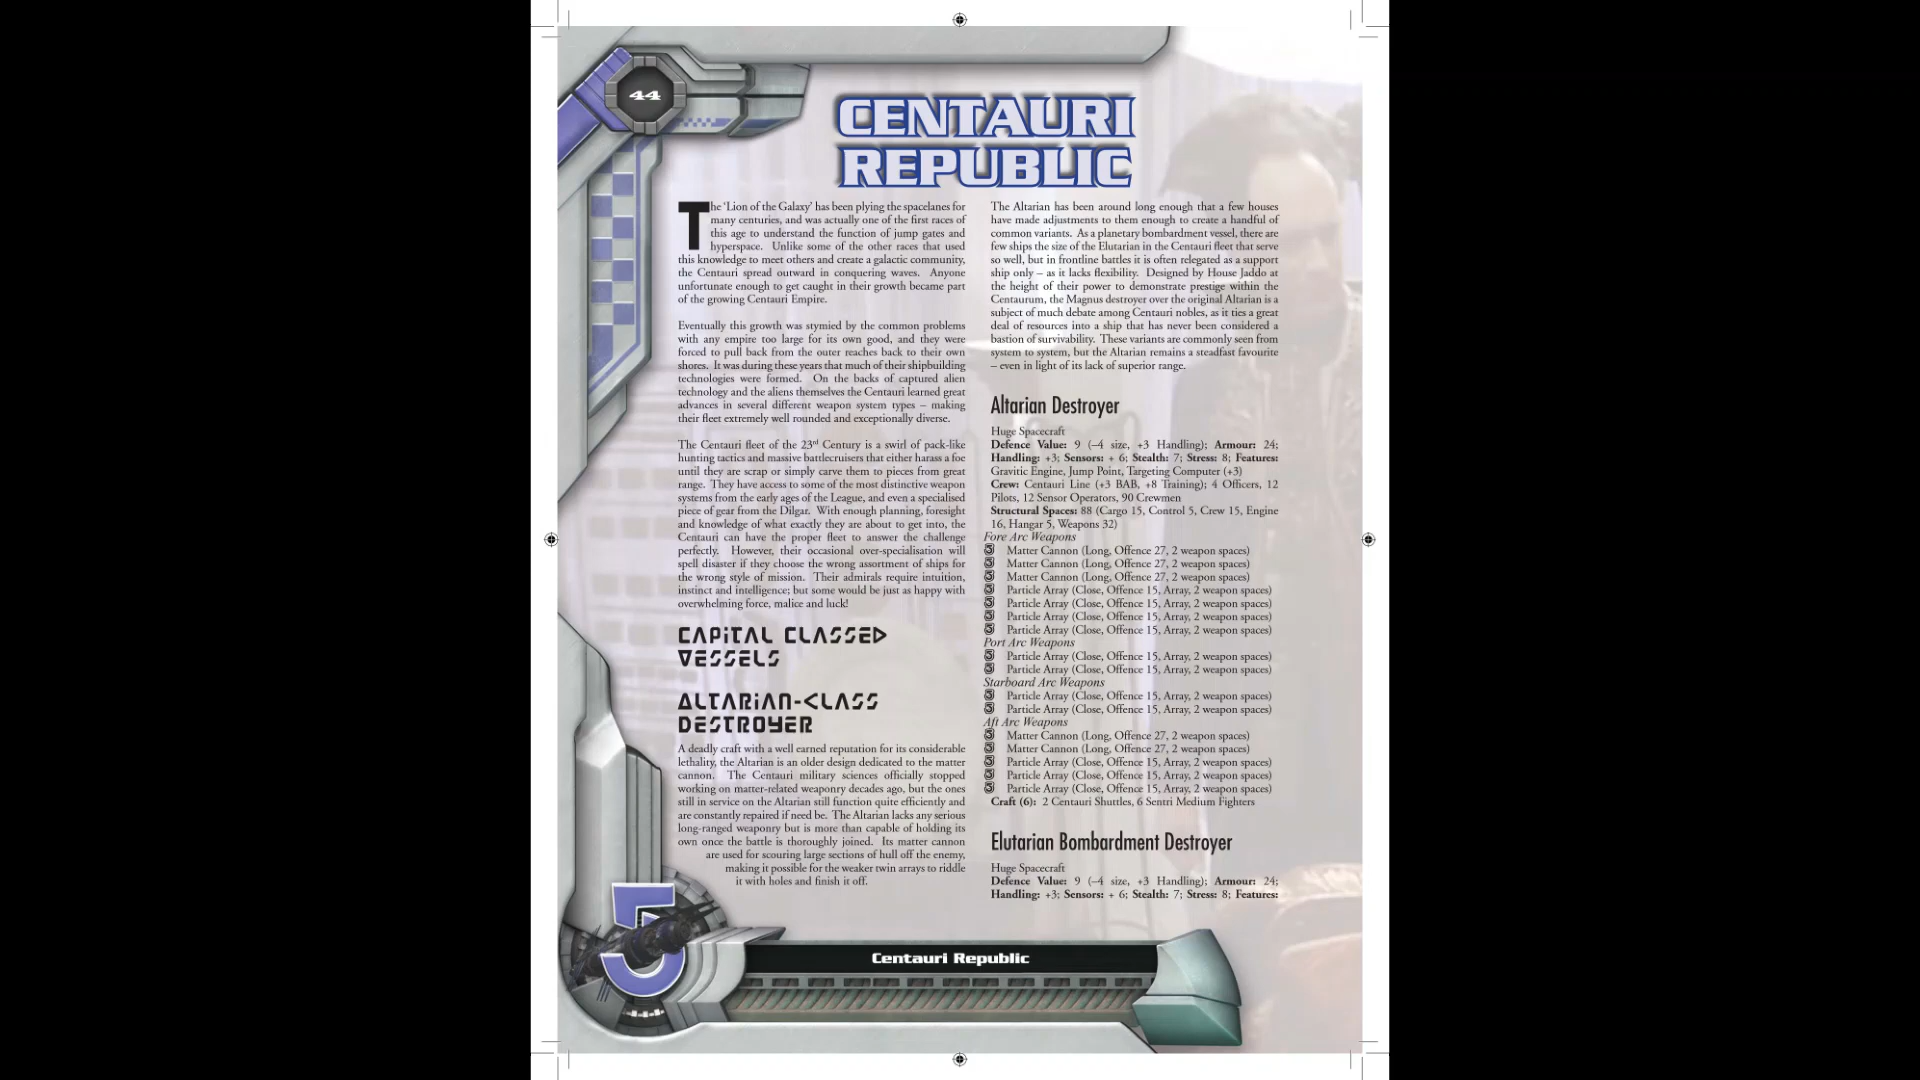 44
CENTAURI
REPUBLIC
The ‘Lion of the Galaxy’ has been plying the spacelanes for
many centuries, and was actually one of the first races of
this age to understand the function of jump gates and
hyperspace. Unlike some of the other races that used
this knowledge to meet others and create a galactic community,
the Centauri spread outward in conquering waves. Anyone
unfortunate enough to get caught in their growth became part
of the growing Centauri Empire.
Eventually this growth was stymied by the common problems
with any empire too large for its own good, and they were
forced to pull back from the outer reaches back to their own
shores. It was during these years that much of their shipbuilding
technologies were formed. On the backs of captured alien
technology and the aliens themselves the Centauri learned great
advances in several different weapon system types – making
their fleet extremely well rounded and exceptionally diverse.
The Centauri fleet of the 23rd Century is a swirl of pack-like
hunting tactics and massive battlecruisers that either harass a foe
until they are scrap or simply carve them to pieces from great
range. They have access to some of the most distinctive weapon
systems from the early ages of the League, and even a specialised
piece of gear from the Dilgar. With enough planning, foresight
and knowledge of what exactly they are about to get into, the
Centauri can have the proper fleet to answer the challenge
perfectly. However, their occasional over-specialisation will
spell disaster if they choose the wrong assortment of ships for
the wrong style of mission. Their admirals require intuition,
instinct and intelligence; but some would be just as happy with
overwhelming force, malice and luck!
CAPITAL CLASSED
VESSELS
ALTARIAN-CLASS
DESTROYER
A deadly craft with a well earned reputation for its considerable
lethality, the Altarian is an older design dedicated to the matter
cannon. The Centauri military sciences officially stopped
working on matter-related weaponry decades ago, but the ones
still in service on the Altarian still function quite efficiently and
are constantly repaired if need be. The Altarian lacks any serious
long-ranged weaponry but is more than capable of holding its
own once the battle is thoroughly joined. Its matter cannon
are used for scouring large sections of hull off the enemy,
making it possible for the weaker twin arrays to riddle
it with holes and finish it off.
The Altarian has been around long enough that a few houses
have made adjustments to them enough to create a handful of
common variants. As a planetary bombardment vessel, there are
few ships the size of the Elutarian in the Centauri fleet that serve
so well, but in frontline battles it is often relegated as a support
ship only – as it lacks flexibility. Designed by House Jaddo at
the height of their power to demonstrate prestige within the
Centaurum, the Magnus destroyer over the original Altarian is a
subject of much debate among Centauri nobles, as it ties a great
deal of resources into a ship that has never been considered a
bastion of survivability. These variants are commonly seen from
system to system, but the Altarian remains a steadfast favourite
– even in light of its lack of superior range.
Altarian Destroyer
Huge Spacecraft
Defence Value: 9 (–4 size, +3 Handling); Armour: 24;
Handling: +3; Sensors: + 6; Stealth: 7; Stress: 8; Features:
Gravitic Engine, Jump Point, Targeting Computer (+3)
Crew: Centauri Line (+3 BAB, +8 Training); 4 Officers, 12
Pilots, 12 Sensor Operators, 90 Crewmen
Structural Spaces: 88 (Cargo 15, Control 5, Crew 15, Engine
16, Hangar 5, Weapons 32)
Fore Arc Weapons
5 Matter Cannon (Long, Offence 27, 2 weapon spaces)
5 Matter Cannon (Long, Offence 27, 2 weapon spaces)
5 Matter Cannon (Long, Offence 27, 2 weapon spaces)
5 Particle Array (Close, Offence 15, Array, 2 weapon spaces)
5 Particle Array (Close, Offence 15, Array, 2 weapon spaces)
5 Particle Array (Close, Offence 15, Array, 2 weapon spaces)
5 Particle Array (Close, Offence 15, Array, 2 weapon spaces)
Port Arc Weapons
5 Particle Array (Close, Offence 15, Array, 2 weapon spaces)
5 Particle Array (Close, Offence 15, Array, 2 weapon spaces)
Starboard Arc Weapons
5 Particle Array (Close, Offence 15, Array, 2 weapon spaces)
5 Particle Array (Close, Offence 15, Array, 2 weapon spaces)
Aft Arc Weapons
5 Matter Cannon (Long, Offence 27, 2 weapon spaces)
5 Matter Cannon (Long, Offence 27, 2 weapon spaces)
5 Particle Array (Close, Offence 15, Array, 2 weapon spaces)
5 Particle Array (Close, Offence 15, Array, 2 weapon spaces)
5 Particle Array (Close, Offence 15, Array, 2 weapon spaces)
Craft (6): 2 Centauri Shuttles, 6 Sentri Medium Fighters
Elutarian Bombardment Destroyer
Huge Spacecraft
Defence Value: 9 (–4 size, +3 Handling); Armour: 24;
Handling: +3; Sensors: + 6; Stealth: 7; Stress: 8; Features:
5
Centauri Republic